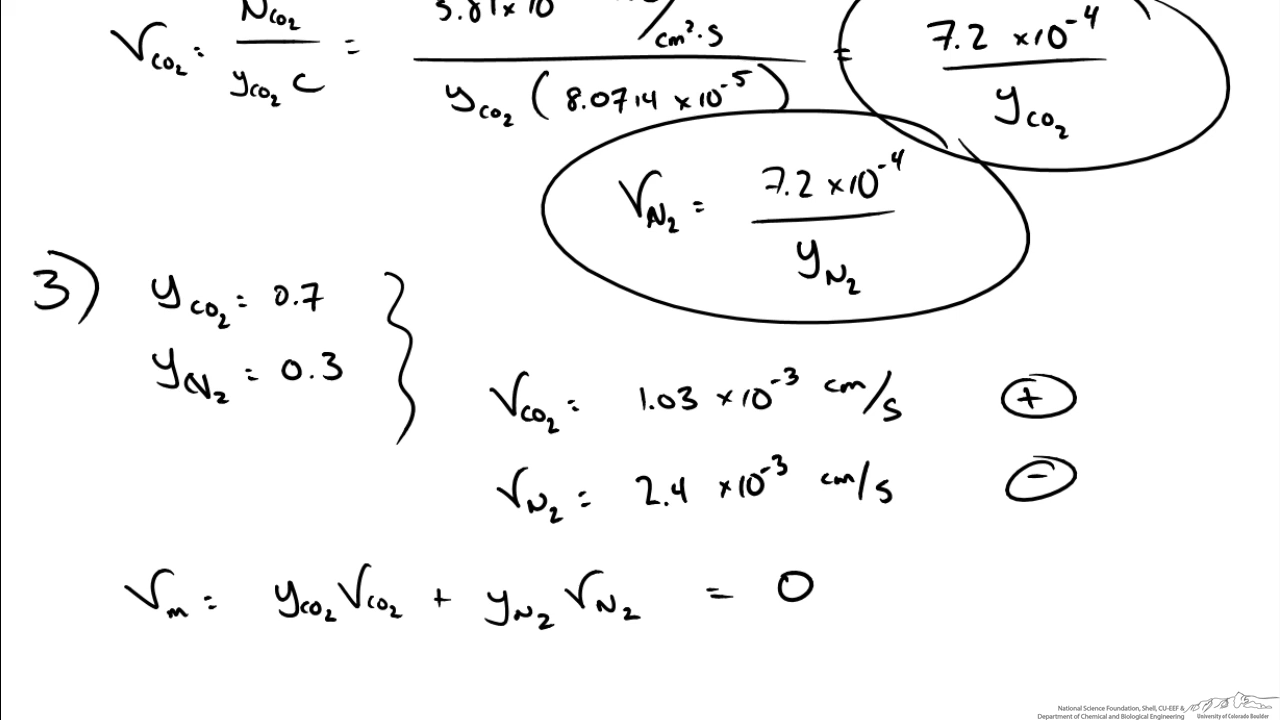 V_CO₂ = N_CO₂ / (y_CO₂ C) = 5.81 × 10 / cm²·s / (y_CO₂ (8.0714 × 10⁻⁵)) = 7.2 × 10⁻⁴ / y_CO₂
V_N₂ = 7.2 × 10⁻⁴ / y_N₂
3) y_CO₂ = 0.7
y_N₂ = 0.3
V_CO₂ = 1.03 × 10⁻³ cm/s +
V_N₂ = 2.4 × 10⁻³ cm/s −
V_m = y_CO₂ V_CO₂ + y_N₂ V_N₂ = 0
National Science Foundation, Shell, CU-EEF &
Department of Chemical and Biological Engineering
University of Colorado Boulder